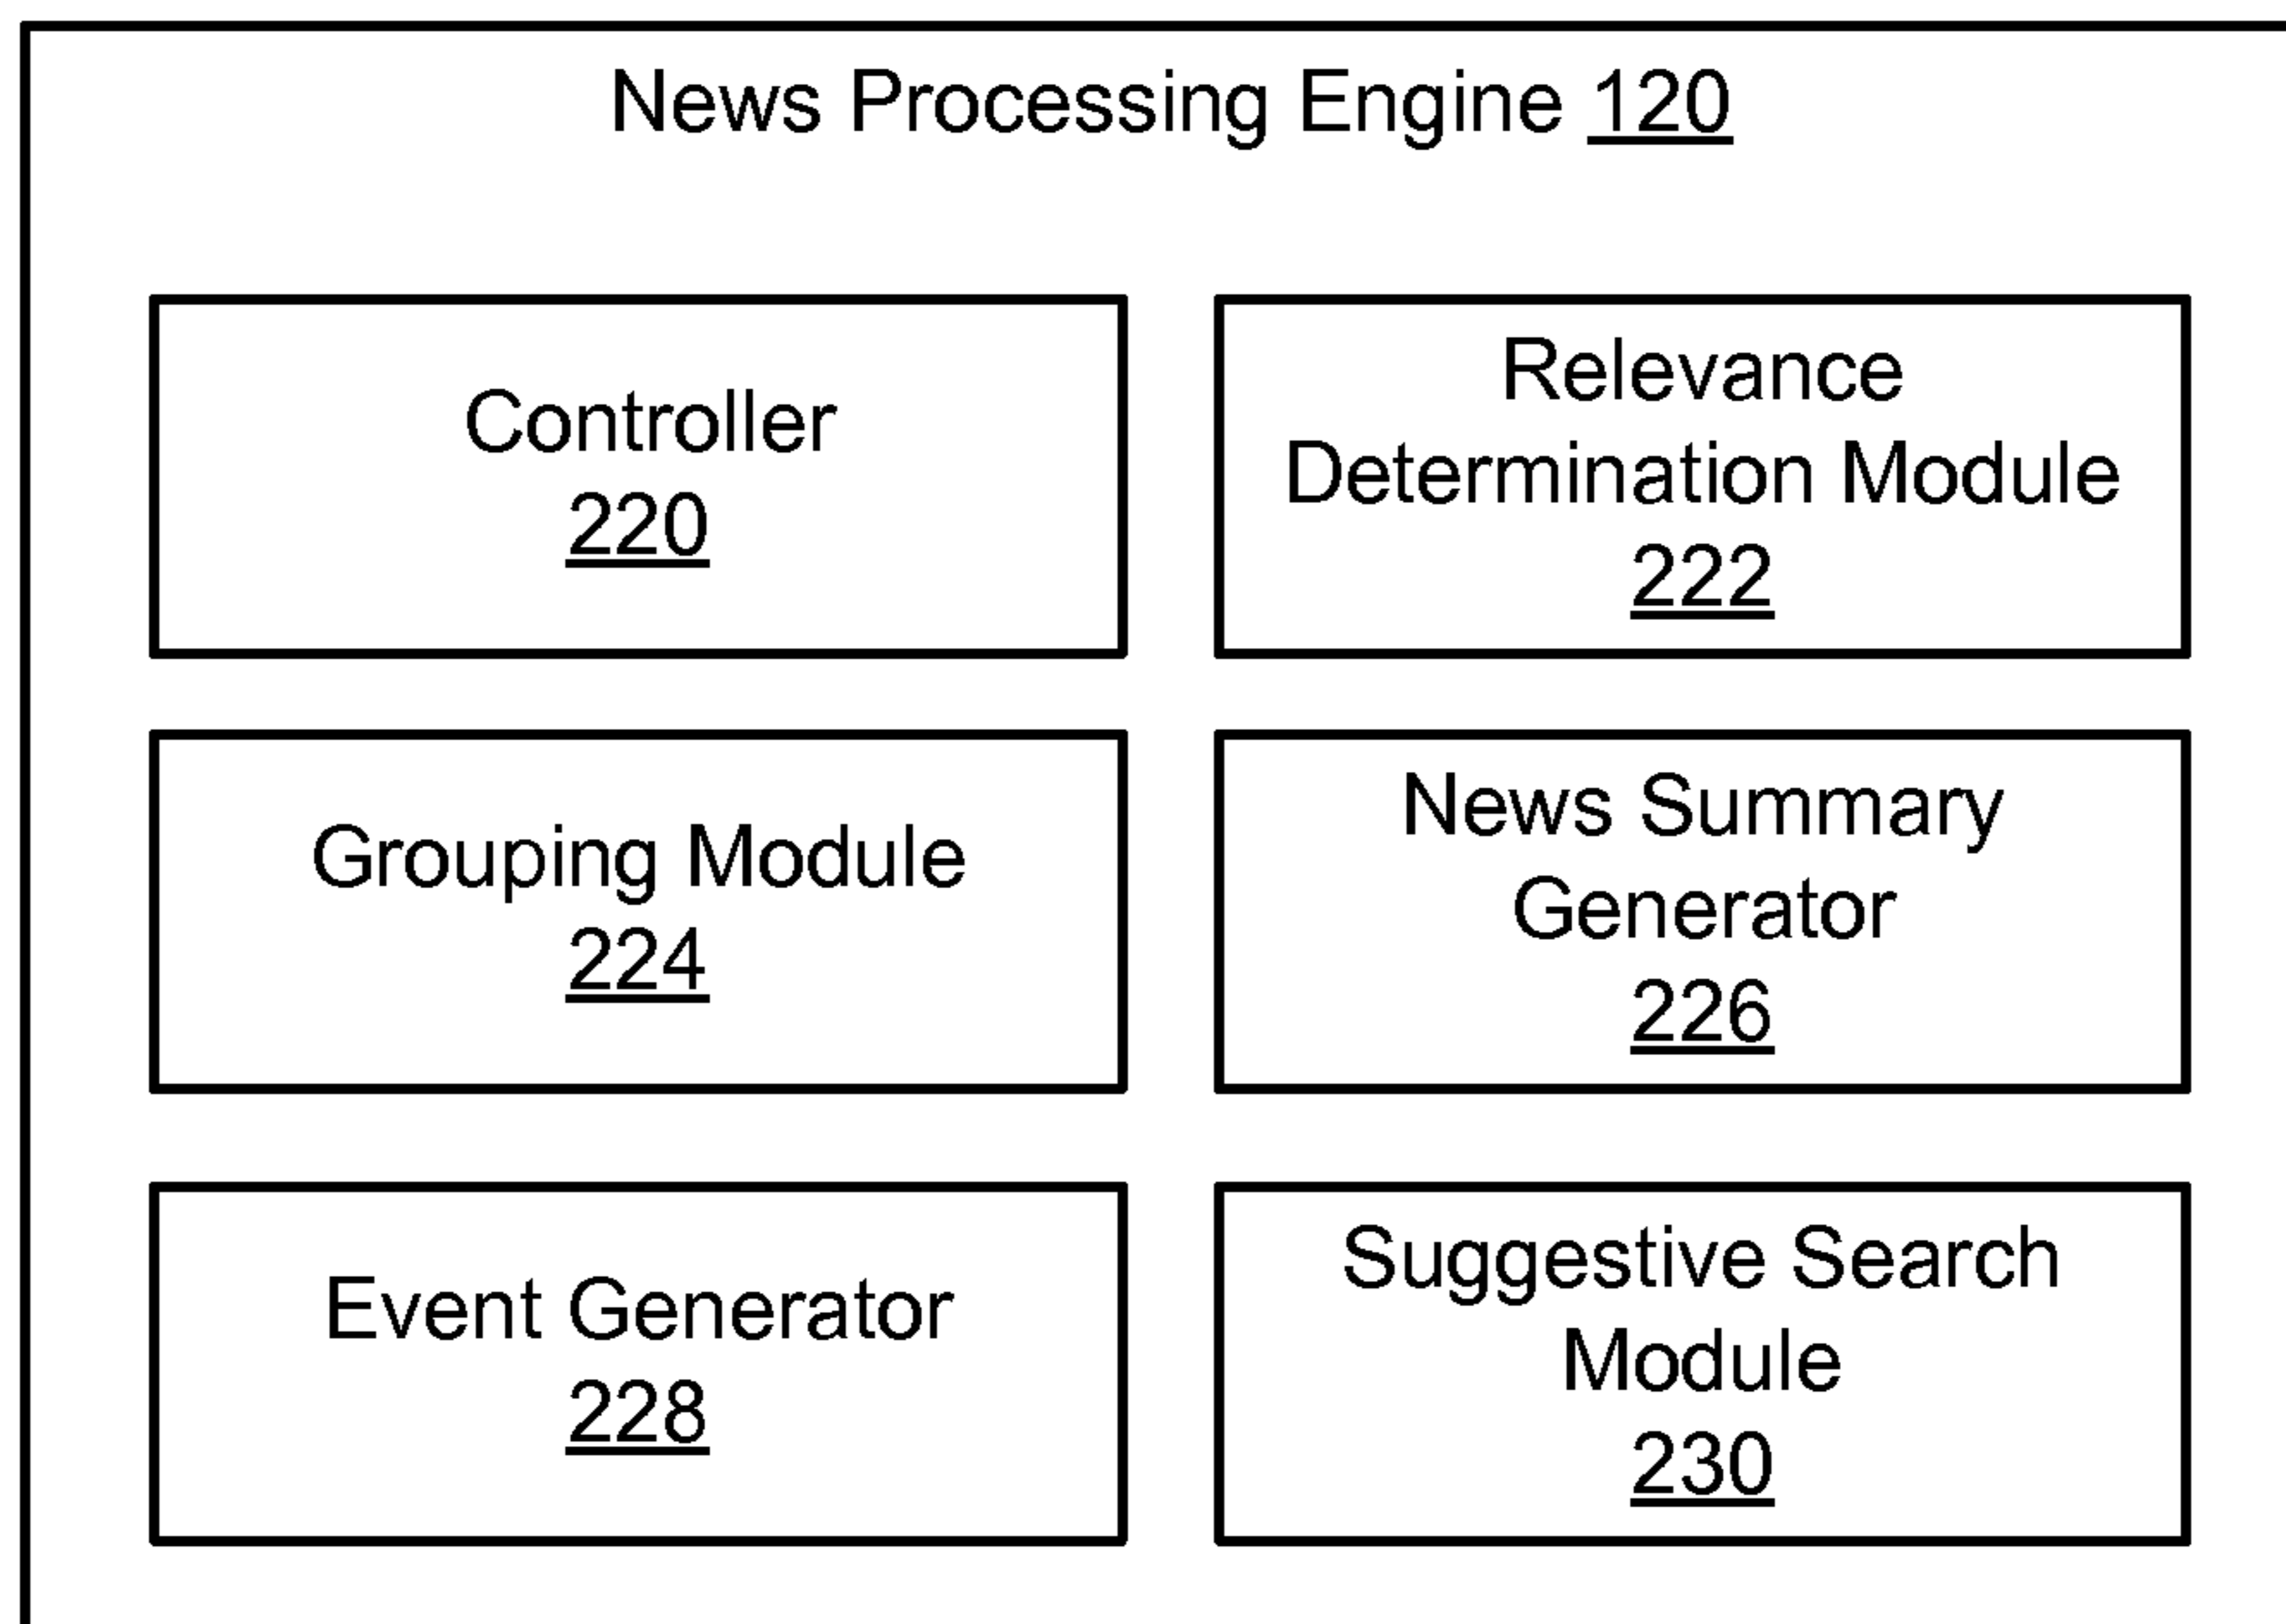 News Processing Engine 120
Controller
220
Relevance
Determination Module
222
Grouping Module
224
News Summary
Generator
226
Event Generator
228
Suggestive Search
Module
230